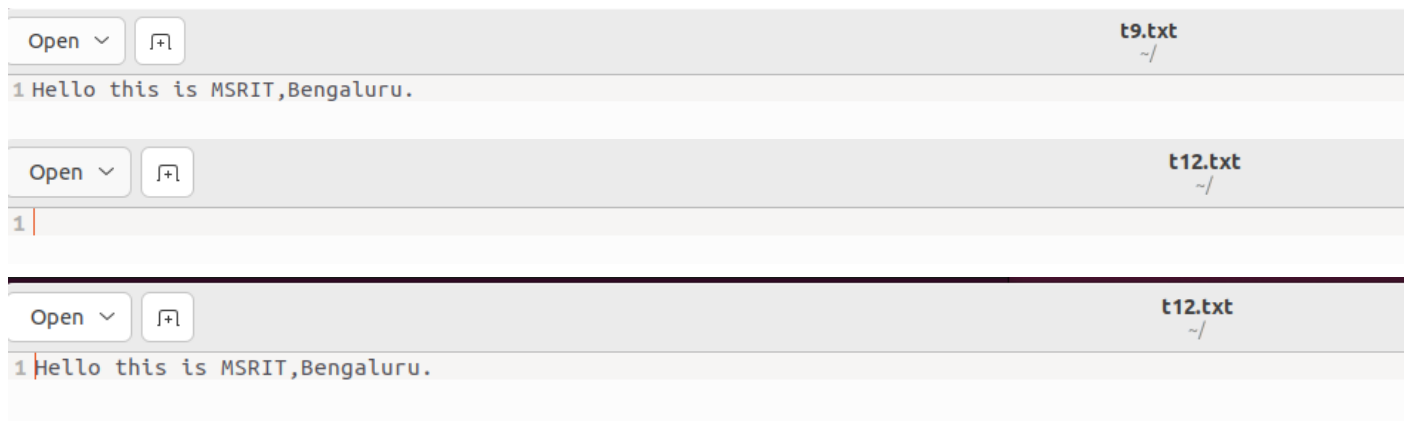 Open
t9.txt
~/
1 Hello this is MSRIT,Bengaluru.
Open
t12.txt
~/
1
Open
t12.txt
~/
1 Hello this is MSRIT,Bengaluru.